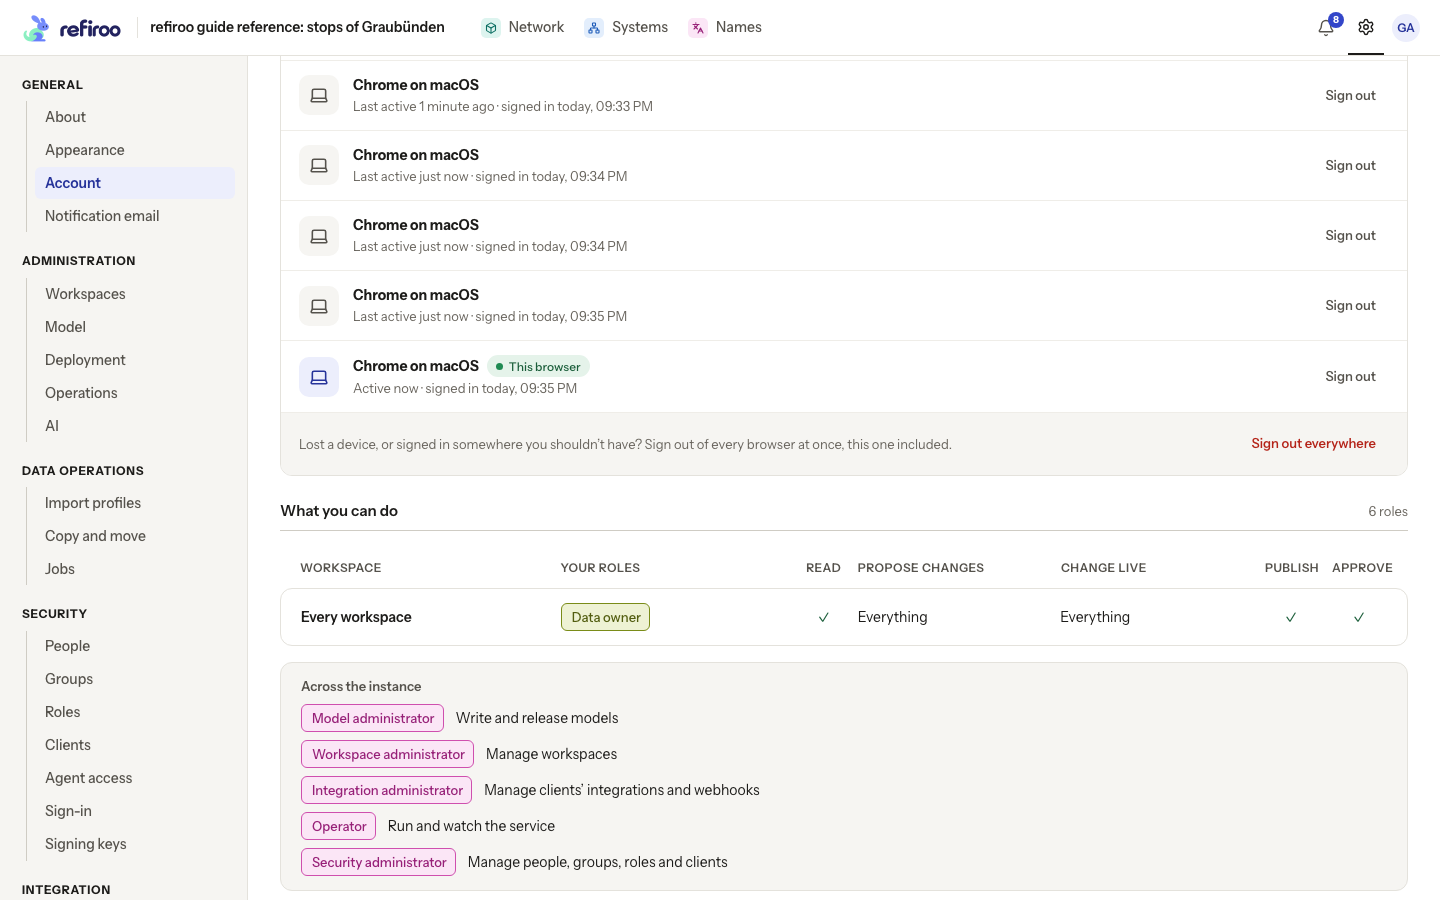 refiroo
refiroo guide reference: stops of Graubünden
Network
Systems
Names
8
GA
GENERAL
About
Appearance
Account
Notification email
ADMINISTRATION
Workspaces
Model
Deployment
Operations
AI
DATA OPERATIONS
Import profiles
Copy and move
Jobs
SECURITY
People
Groups
Roles
Clients
Agent access
Sign-in
Signing keys
INTEGRATION
Chrome on macOS
Last active 1 minute ago · signed in today, 09:33 PM
Sign out
Chrome on macOS
Last active just now · signed in today, 09:34 PM
Sign out
Chrome on macOS
Last active just now · signed in today, 09:34 PM
Sign out
Chrome on macOS
Last active just now · signed in today, 09:35 PM
Sign out
Chrome on macOS This browser
Active now · signed in today, 09:35 PM
Sign out
Lost a device, or signed in somewhere you shouldn’t have? Sign out of every browser at once, this one included.
Sign out everywhere
What you can do
6 roles
WORKSPACE YOUR ROLES READ PROPOSE CHANGES CHANGE LIVE PUBLISH APPROVE
Every workspace Data owner ✓ Everything Everything ✓ ✓
Across the instance
Model administrator Write and release models
Workspace administrator Manage workspaces
Integration administrator Manage clients’ integrations and webhooks
Operator Run and watch the service
Security administrator Manage people, groups, roles and clients